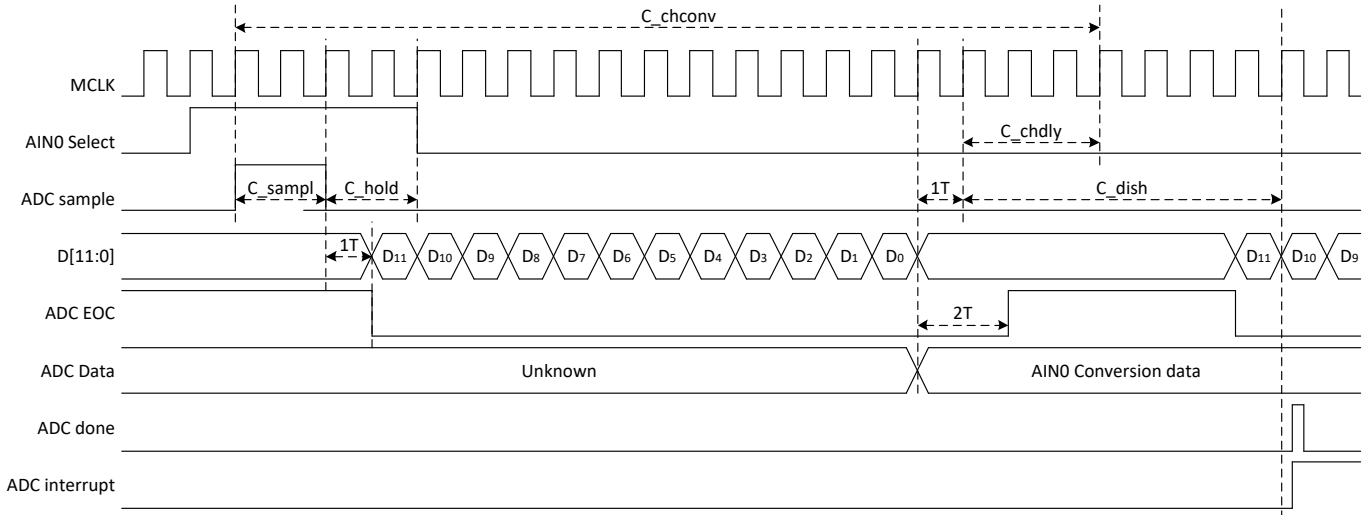 C_chconv
MCLK
AIN0 Select
C_chdly
ADC sample
C_sampl
C_hold
1T
C_dish
D[11:0]
1T
D11
D10
D9
D8
D7
D6
D5
D4
D3
D2
D1
D0
D11
D10
D9
ADC EOC
2T
ADC Data
Unknown
AIN0 Conversion data
ADC done
ADC interrupt